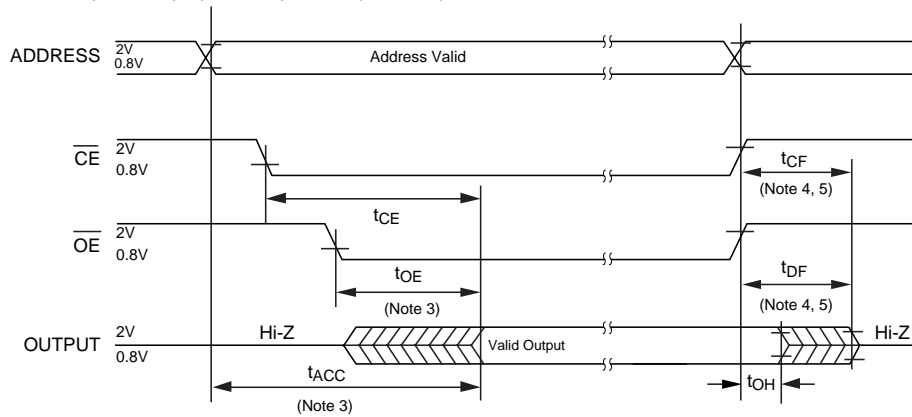 ADDRESS 2V 0.8V Address Valid
CE 2V 0.8V
tCF
(Note 4, 5)
tCE
OE 2V 0.8V
tOE
(Note 3)
tDF
(Note 4, 5)
OUTPUT 2V 0.8V Hi-Z Valid Output Hi-Z
tACC
(Note 3)
tOH